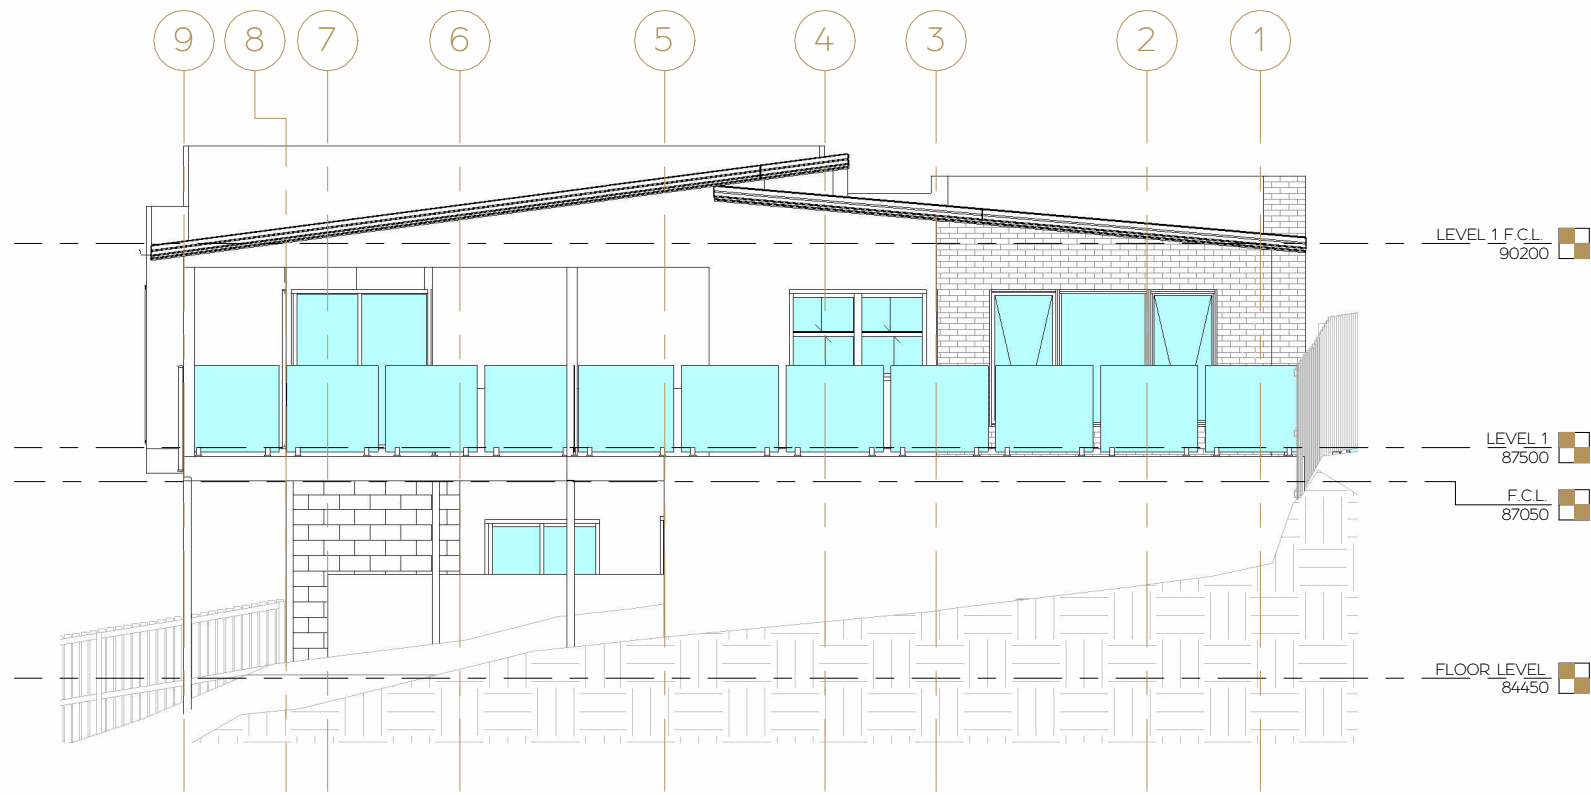 9 8 7 6 5 4 3 2 1
LEVEL 1 F.C.L.
90200
LEVEL 1
87500
F.C.L.
87050
FLOOR LEVEL
84450